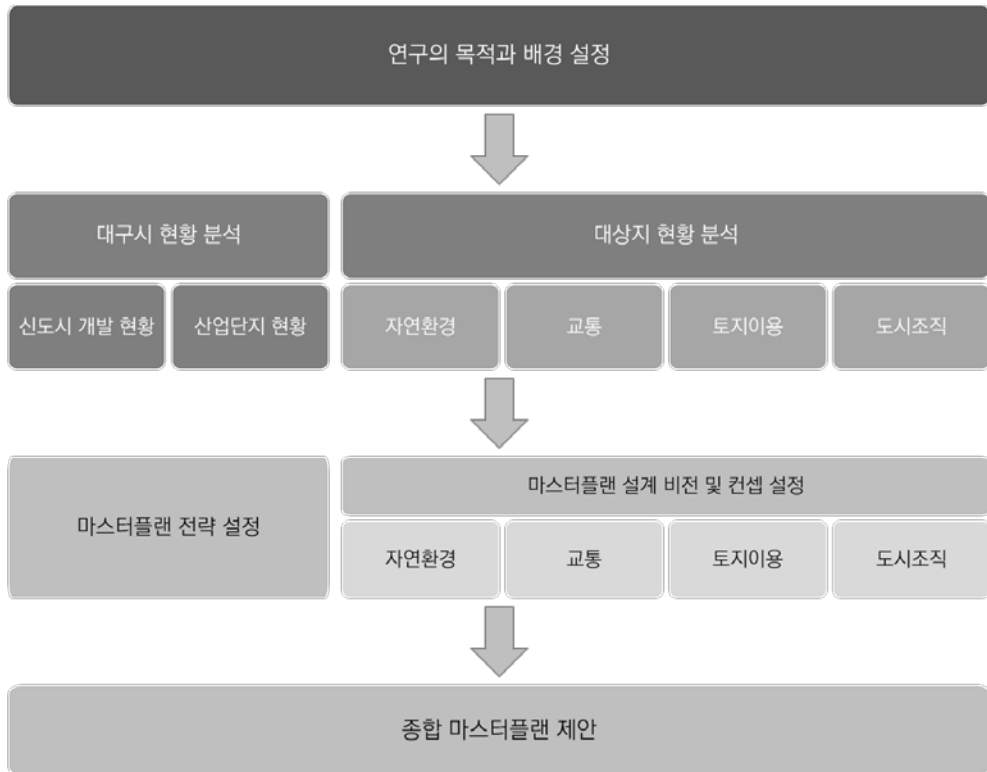 연구의 목적과 배경 설정
대구시 현황 분석
대상지 현황 분석
신도시 개발 현황
산업단지 현황
자연환경
교통
토지이용
도시조직
마스터플랜 전략 설정
마스터플랜 설계 비전 및 컨셉 설정
자연환경
교통
토지이용
도시조직
종합 마스터플랜 제안